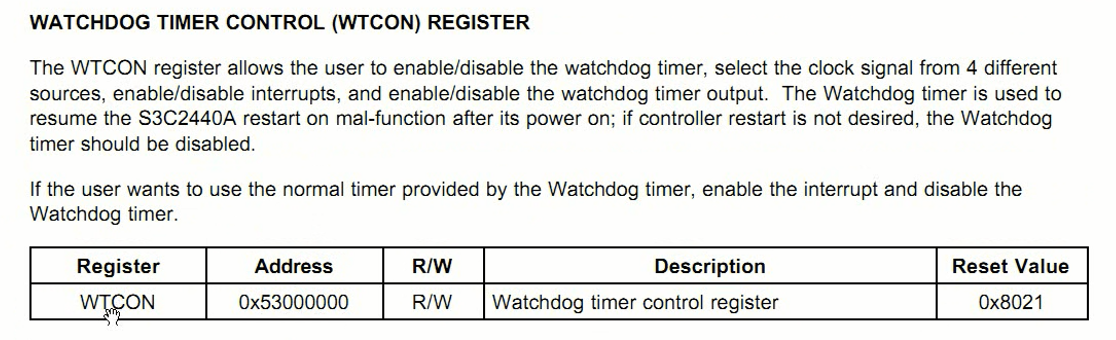 WATCHDOG TIMER CONTROL (WTCON) REGISTER
The WTCON register allows the user to enable/disable the watchdog timer, select the clock signal from 4 different
sources, enable/disable interrupts, and enable/disable the watchdog timer output.  The Watchdog timer is used to
resume the S3C2440A restart on mal-function after its power on; if controller restart is not desired, the Watchdog
timer should be disabled.
If the user wants to use the normal timer provided by the Watchdog timer, enable the interrupt and disable the
Watchdog timer.
Register Address R/W Description Reset Value
WTCON 0x53000000 R/W Watchdog timer control register 0x8021